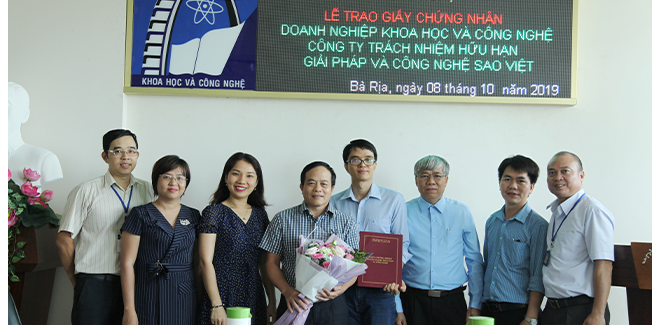 LỄ TRAO GIẤY CHỨNG NHẬN
DOANH NGHIỆP KHOA HỌC VÀ CÔNG NGHỆ
CÔNG TY TRÁCH NHIỆM HỮU HẠN
GIẢI PHÁP VÀ CÔNG NGHỆ SAO VIỆT
KHOA HỌC VÀ CÔNG NGHỆ
Bà Rịa, ngày 08 tháng 10 năm 2019